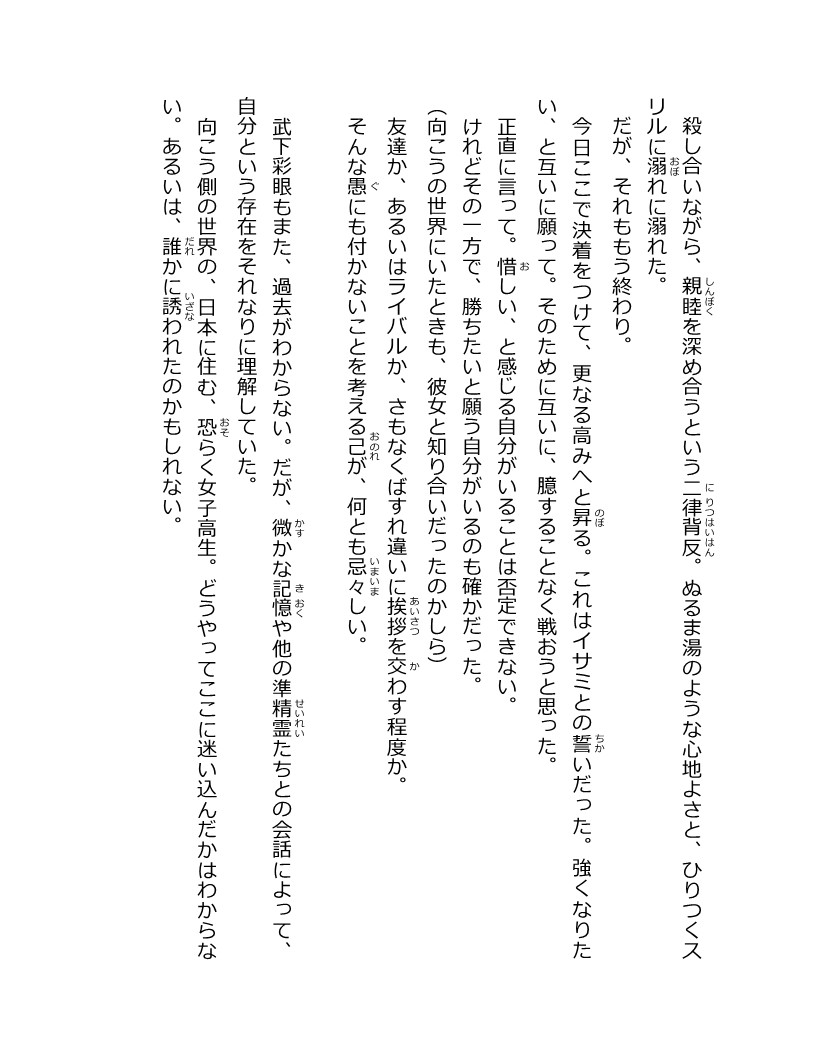 殺し合いながら、親睦を深め合うという二律背反。ぬるま湯のような心地よさと、ひりつくス
リルに溺れに溺れた。
だが、それももう終わり。
今日ここで決着をつけて、更なる高みへと昇る。これはイサミとの誓いだった。強くなりた
い、と互いに願って。そのために互いに、臆することなく戦おうと思った。
正直に言って。惜しい、と感じる自分がいることは否定できない。
けれどその一方で、勝ちたいと願う自分がいるのも確かだった。
(向こうの世界にいたときも、彼女と知り合いだったのかしら)
友達か、あるいはライバルか、さもなくばすれ違いに挨拶を交わす程度か。
そんな愚にも付かないことを考える己が、何とも忌々しい。
武下彩眼もまた、過去がわからない。だが、微かな記憶や他の準精霊たちとの会話によって、
自分という存在をそれなりに理解していた。
向こう側の世界の、日本に住む、恐らく女子高生。どうやってここに迷い込んだかはわからな
い。あるいは、誰かに誘われたのかもしれない。